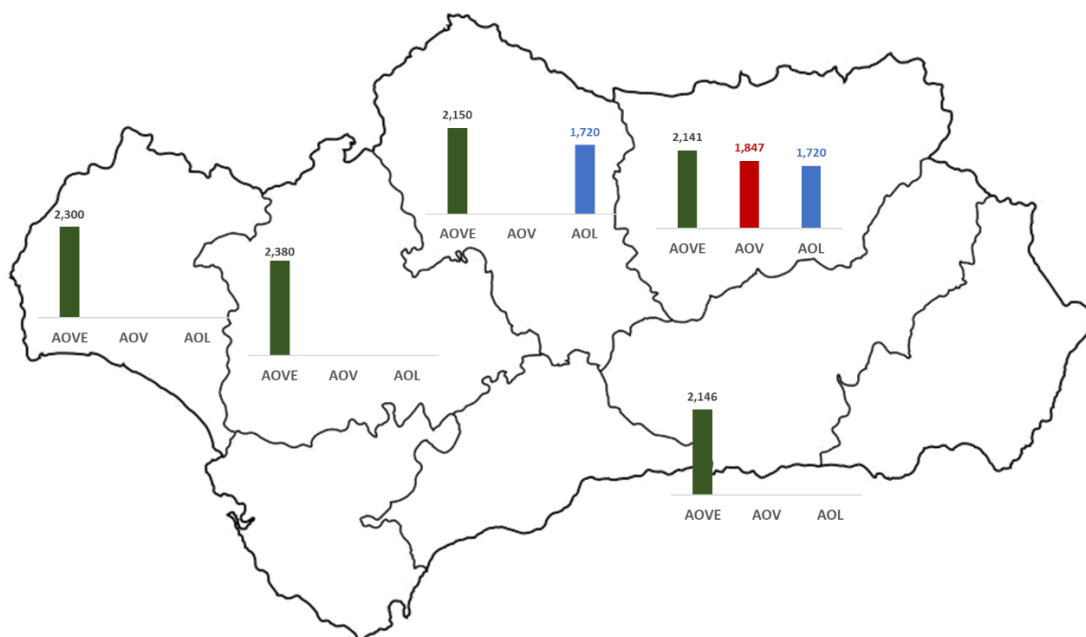 2,150
1,720
AOVE AOV AOL
2,141
1,847
1,720
AOVE AOV AOL
2,300
AOVE AOV AOL
2,380
AOVE AOV AOL
2,146
AOVE AOV AOL